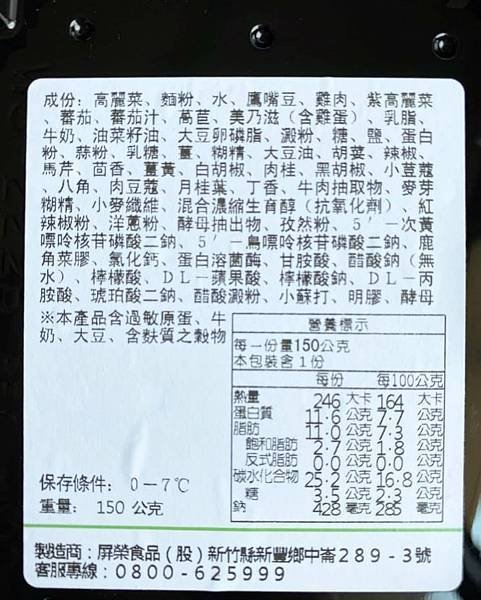 成份：高麗菜、麵粉、水、鷹嘴豆、雞肉、紫高麗菜
、蕃茄、蕃茄汁、萵苣、美乃滋（含雞蛋）、乳脂、
牛奶、油菜籽油、大豆卵磷脂、澱粉、糖、鹽、蛋白
粉、蒜粉、乳糖、薑、糊精、大豆油、胡荽、辣椒、
馬芹、茴香、薑黃、白胡椒、肉桂、黑胡椒、小荳蔻
、八角、肉豆蔻、月桂葉、丁香、牛肉抽取物、麥芽
糊精、小麥纖維、混合濃縮生育醇（抗氧化劑）、紅
辣椒粉、洋蔥粉、酵母抽出物、孜然粉、５＇－次黃
嘌呤核苷磷酸二鈉、５＇－鳥嘌呤核苷磷酸二鈉、鹿
角菜膠、氯化鈣、蛋白溶菌酶、甘胺酸、醋酸鈉（無
水）、檸檬酸、ＤＬ－蘋果酸、檸檬酸鈉、ＤＬ－丙
胺酸、琥珀酸二鈉、醋酸澱粉、小蘇打、明膠、酵母
※本產品含過敏原蛋、牛
奶、大豆、含麩質之穀物
營養標示
每一份量150公克
本包裝含１份
每份 每100公克
熱量 246 大卡 164 大卡
蛋白質 11.6 公克 7.7 公克
脂肪 11.0 公克 7.3 公克
飽和脂肪 2.7 公克 1.8 公克
反式脂肪 0.0 公克 0.0 公克
碳水化合物 25.2 公克 16.8 公克
糖 3.5 公克 2.3 公克
鈉 428 毫克 285 毫克
保存條件： 0－7℃
重量： 150 公克
製造商：屏榮食品（股）新竹縣新豐鄉中崙２８９－３號
客服專線：０８００－６２５９９９